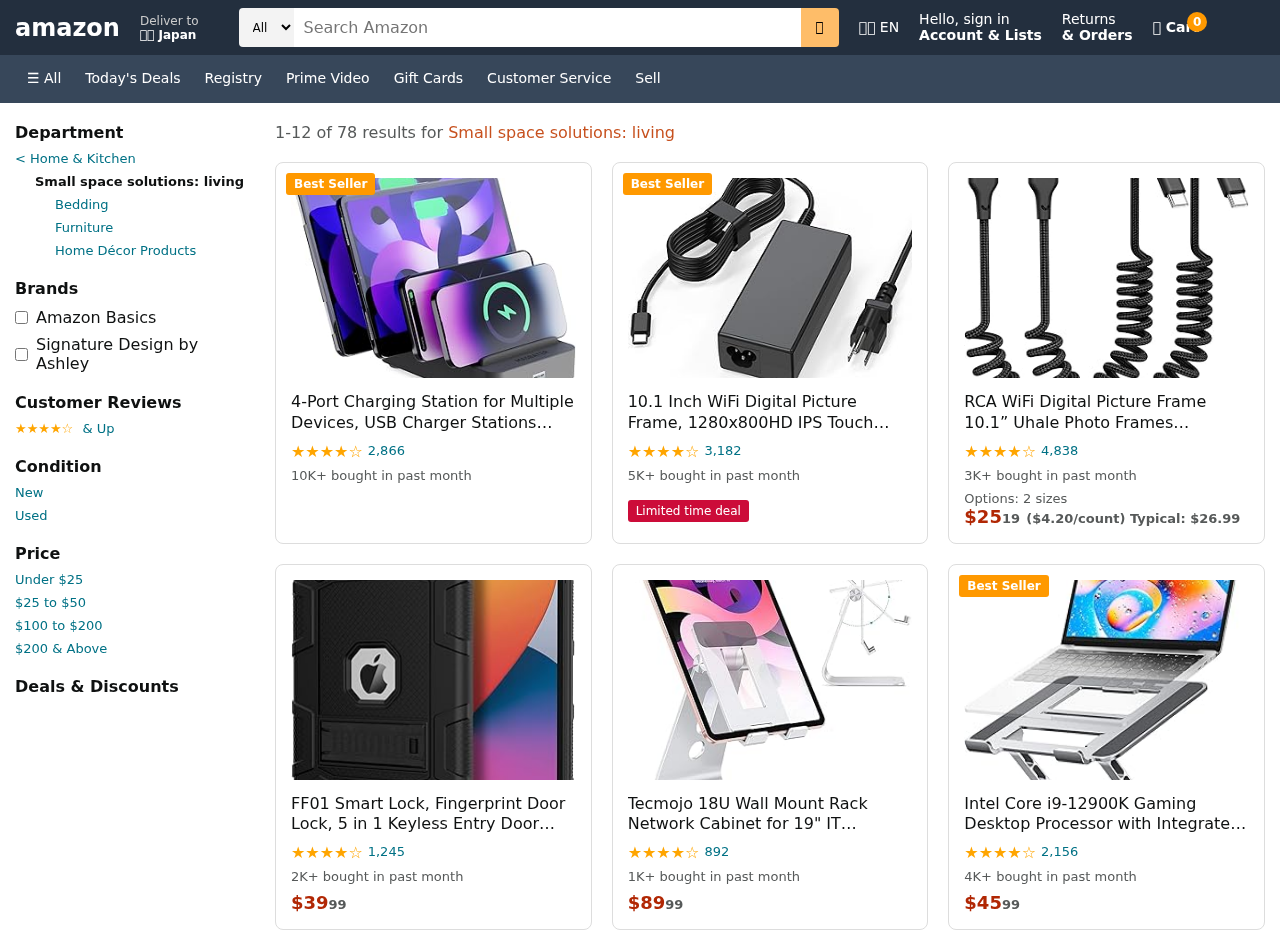 amazon
Deliver to
Japan
All
Search Amazon
EN
Hello, sign in
Account & Lists
Returns
& Orders
0
☰ All
Today's Deals
Registry
Prime Video
Gift Cards
Customer Service
Sell
Department
< Home & Kitchen
Small space solutions: living
Bedding
Furniture
Home Décor Products
Brands
Amazon Basics
Signature Design by
Ashley
Customer Reviews
★★★★☆ & Up
Condition
New
Used
Price
Under $25
$25 to $50
$100 to $200
$200 & Above
Deals & Discounts
1-12 of 78 results for Small space solutions: living
Best Seller
4-Port Charging Station for Multiple
Devices, USB Charger Stations…
★★★★☆ 2,866
10K+ bought in past month
Best Seller
10.1 Inch WiFi Digital Picture
Frame, 1280x800HD IPS Touch…
★★★★☆ 3,182
5K+ bought in past month
Limited time deal
RCA WiFi Digital Picture Frame
10.1” Uhale Photo Frames…
★★★★☆ 4,838
3K+ bought in past month
Options: 2 sizes
$25 19 ($4.20/count) Typical: $26.99
FF01 Smart Lock, Fingerprint Door
Lock, 5 in 1 Keyless Entry Door…
★★★★☆ 1,245
2K+ bought in past month
$39 99
Tecmojo 18U Wall Mount Rack
Network Cabinet for 19" IT…
★★★★☆ 892
1K+ bought in past month
$89 99
Best Seller
Intel Core i9-12900K Gaming
Desktop Processor with Integrate…
★★★★☆ 2,156
4K+ bought in past month
$45 99